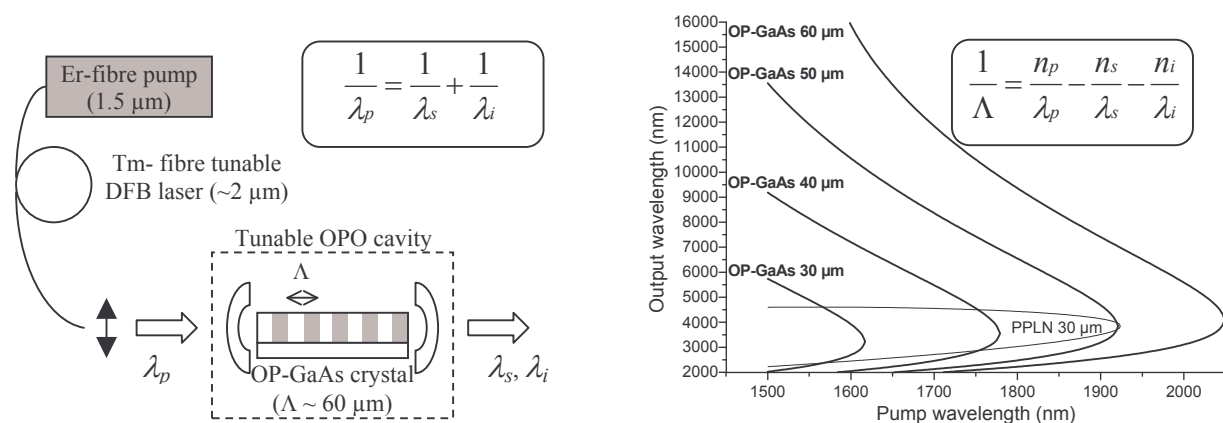 Er-fibre pump
(1.5 µm)
1/λp = 1/λs + 1/λi
Tm- fibre tunable
DFB laser (~2 µm)
Tunable OPO cavity
Λ
λp
OP-GaAs crystal
(Λ ~ 60 µm)
λs, λi
Output wavelength (nm)
16000
15000
14000
13000
12000
11000
10000
9000
8000
7000
6000
5000
4000
3000
2000
OP-GaAs 60 µm
OP-GaAs 50 µm
OP-GaAs 40 µm
OP-GaAs 30 µm
PPLN 30 µm
1/Λ = np/λp − ns/λs − ni/λi
1500 1600 1700 1800 1900 2000
Pump wavelength (nm)